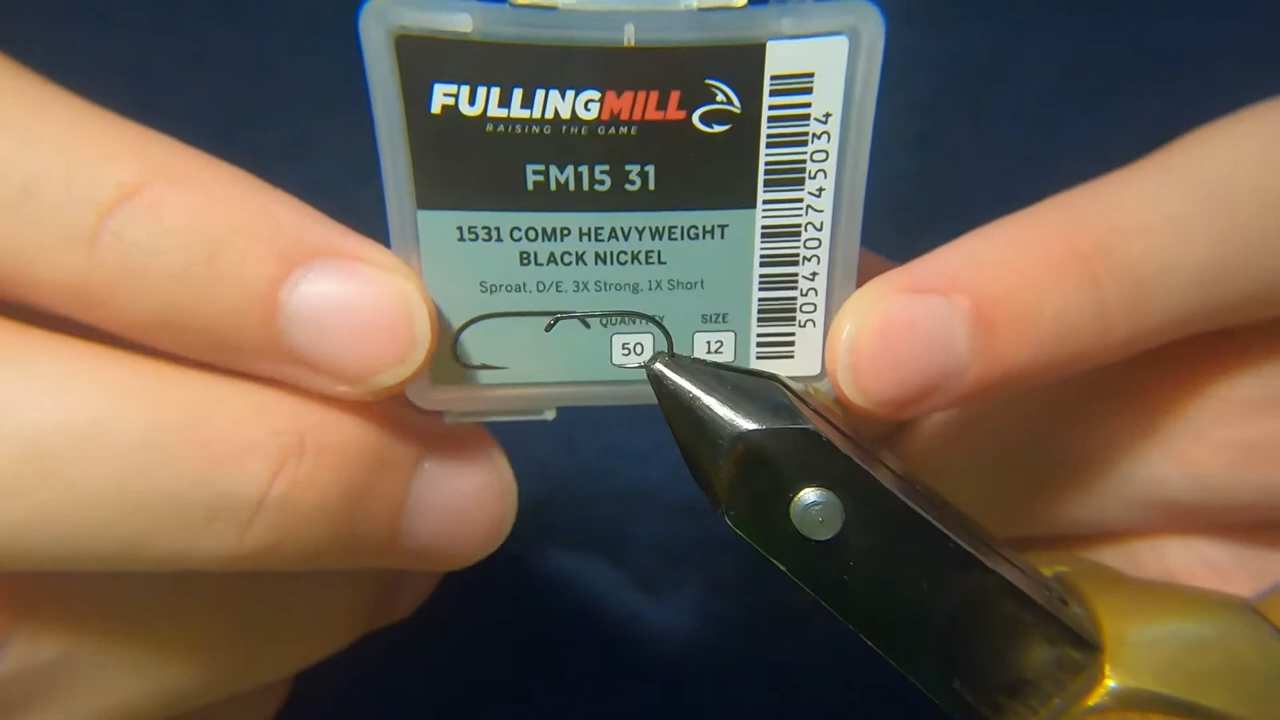 FULLINGMILL
RAISING THE GAME
FM15 31
1531 COMP HEAVYWEIGHT
BLACK NICKEL
Sproat, D/E, 3X Strong, 1X Short
QUANTITY SIZE
50 12
5054302745034